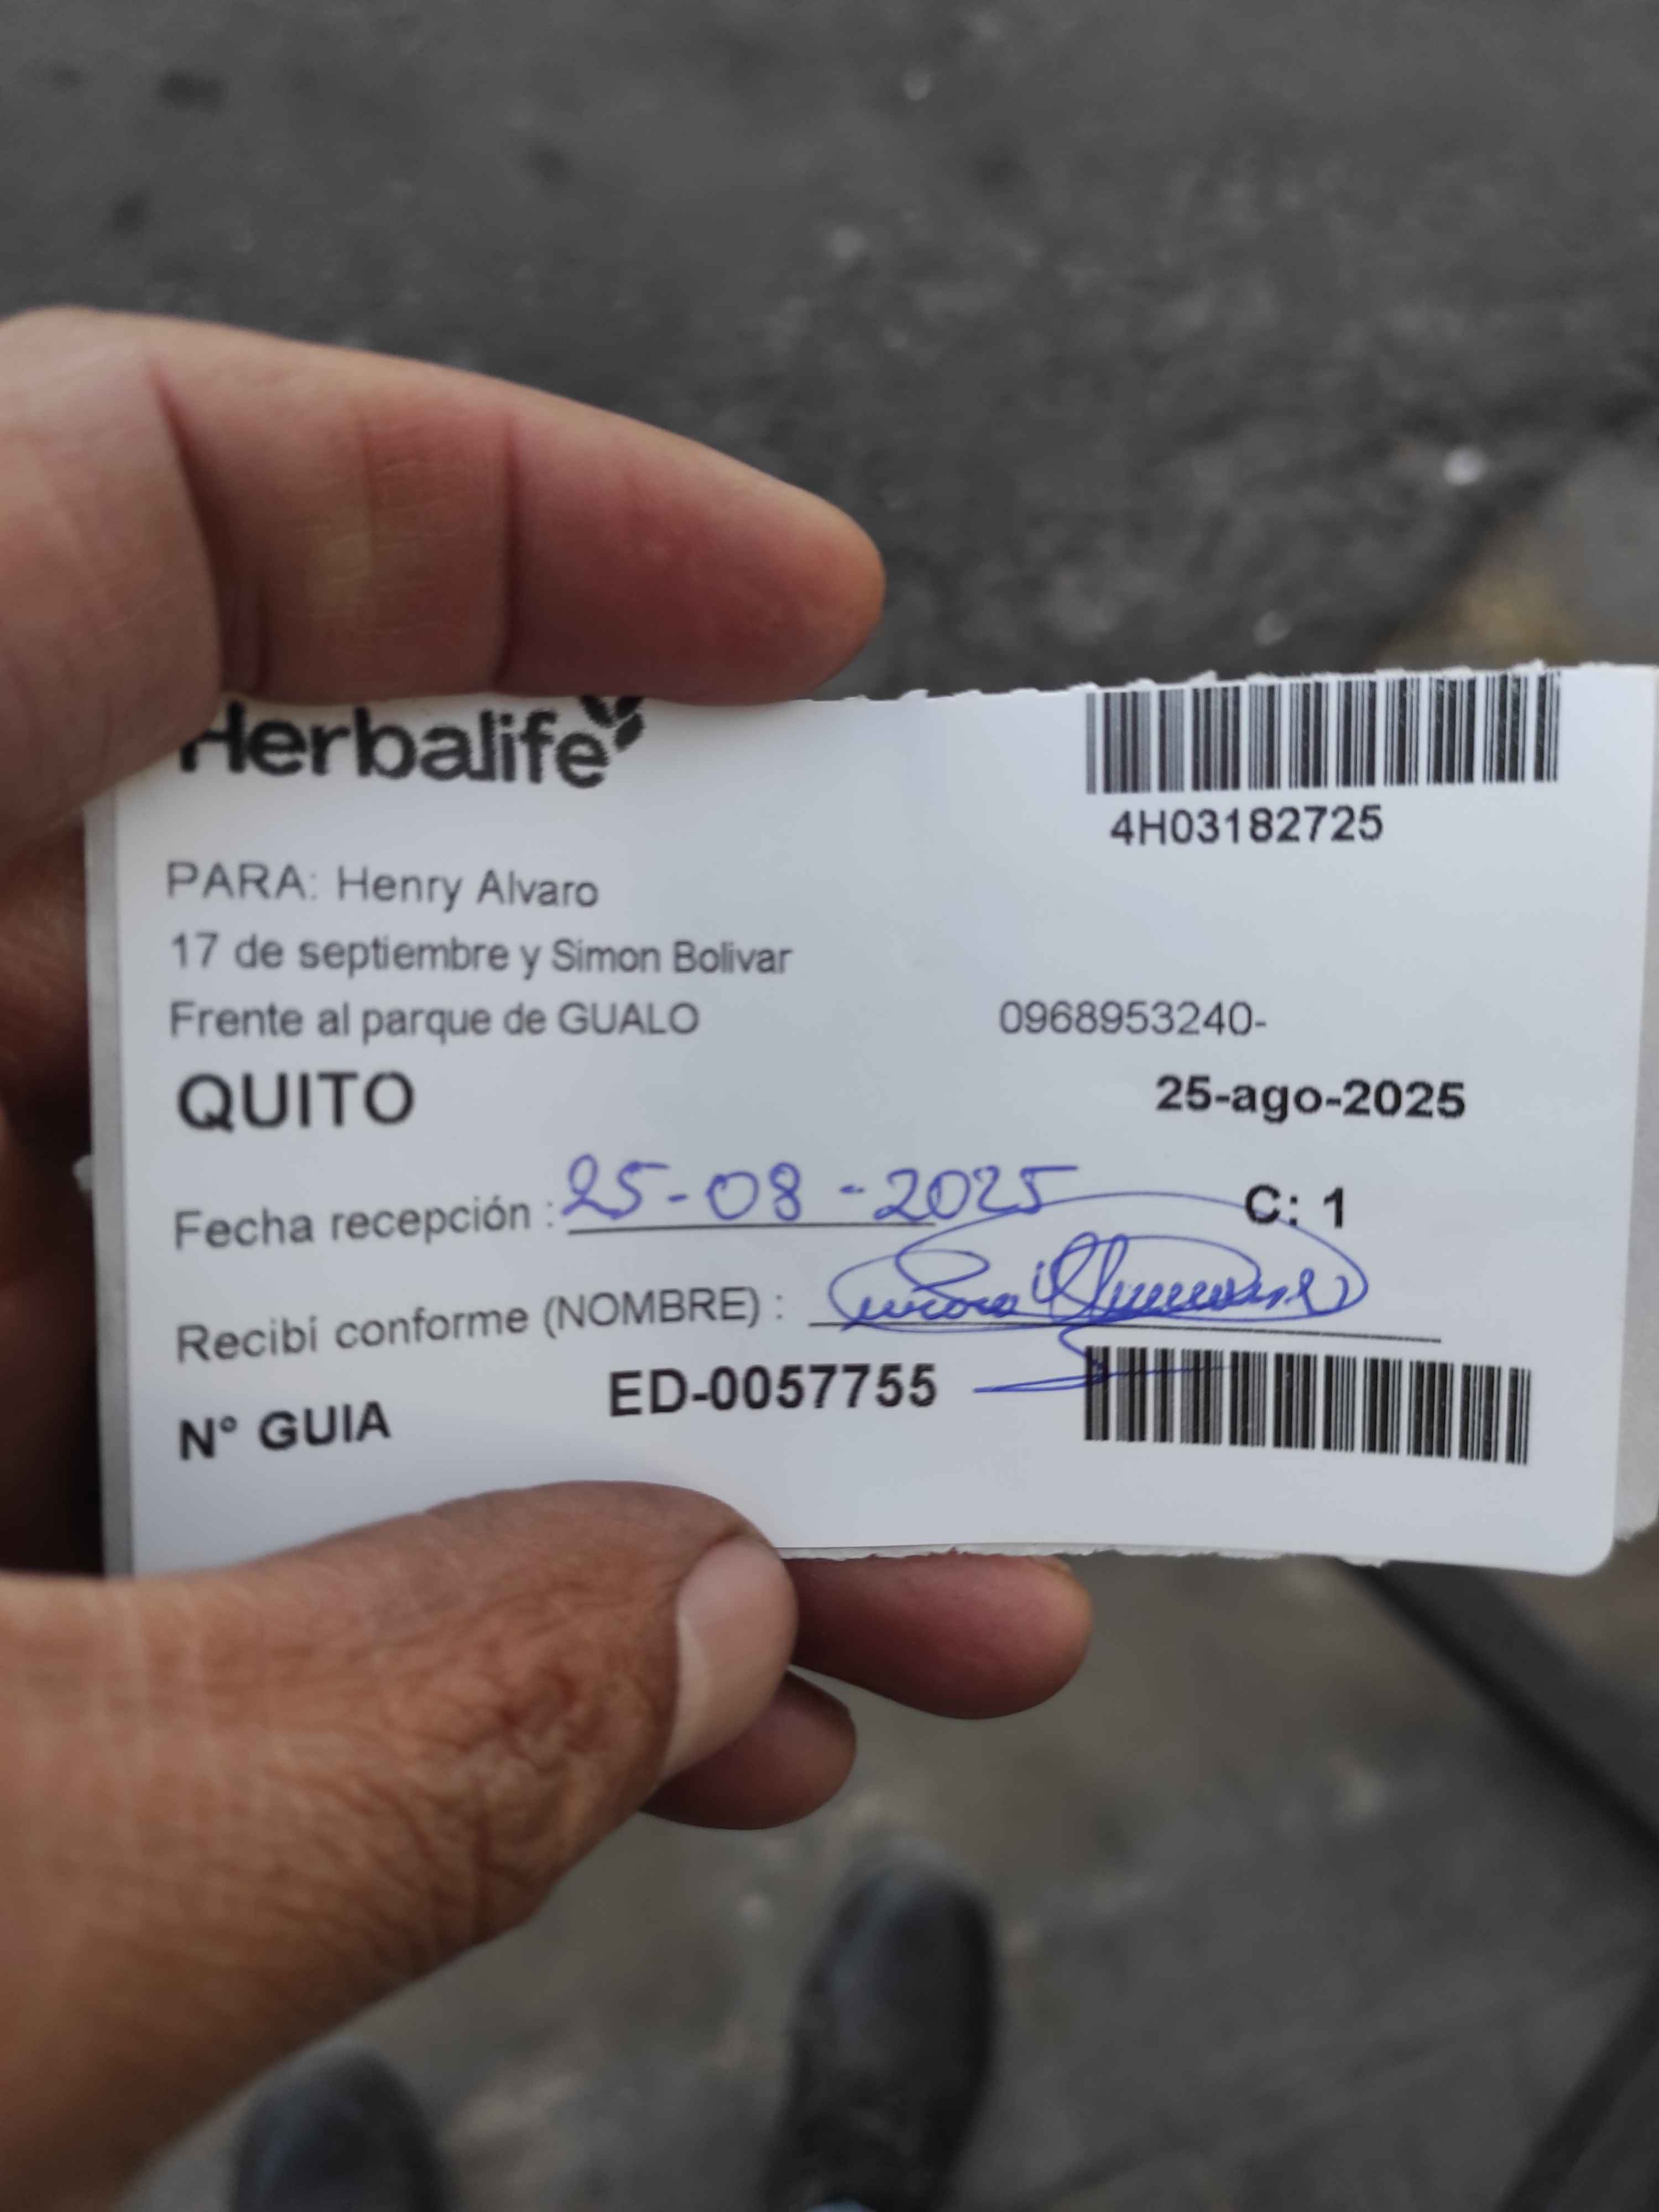 Herbalife
4H03182725
PARA: Henry Alvaro
17 de septiembre y Simon Bolivar
Frente al parque de GUALO 0968953240-
QUITO 25-ago-2025
Fecha recepción : 25-08-2025 C: 1
Recibí conforme (NOMBRE) :
N° GUIA ED-0057755